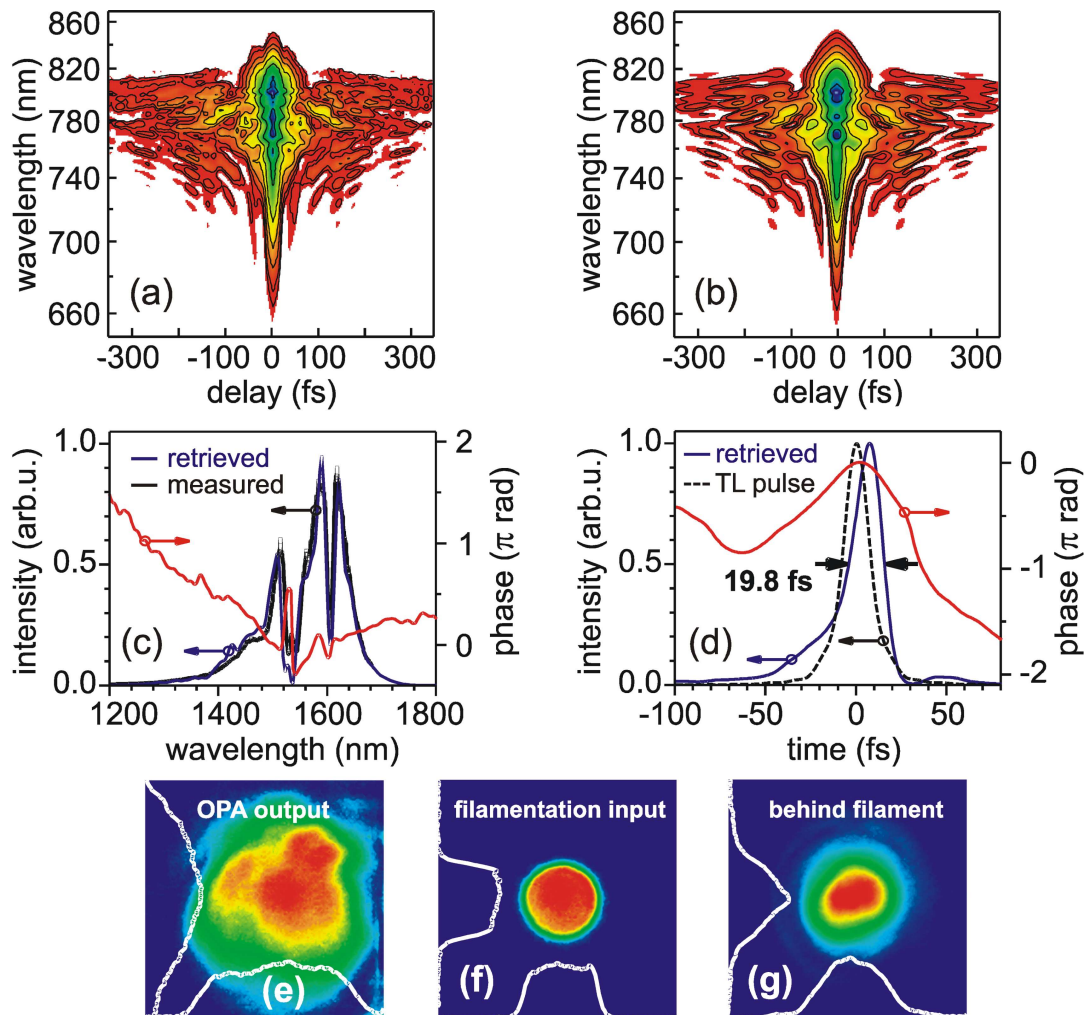 860
820
780
740
700
660
wavelength (nm)
(a)
-300 -100 0 100 300
delay (fs)
860
820
780
740
700
660
wavelength (nm)
(b)
-300 -100 0 100 300
delay (fs)
1.0
0.5
0.0
intensity (arb.u.)
retrieved
measured
(c)
2
1
0
phase (π rad)
1200 1400 1600 1800
wavelength (nm)
1.0
0.5
0.0
intensity (arb.u.)
retrieved
TL pulse
19.8 fs
(d)
0
-1
-2
phase (π rad)
-100 -50 0 50
time (fs)
OPA output
(e)
filamentation input
(f)
behind filament
(g)